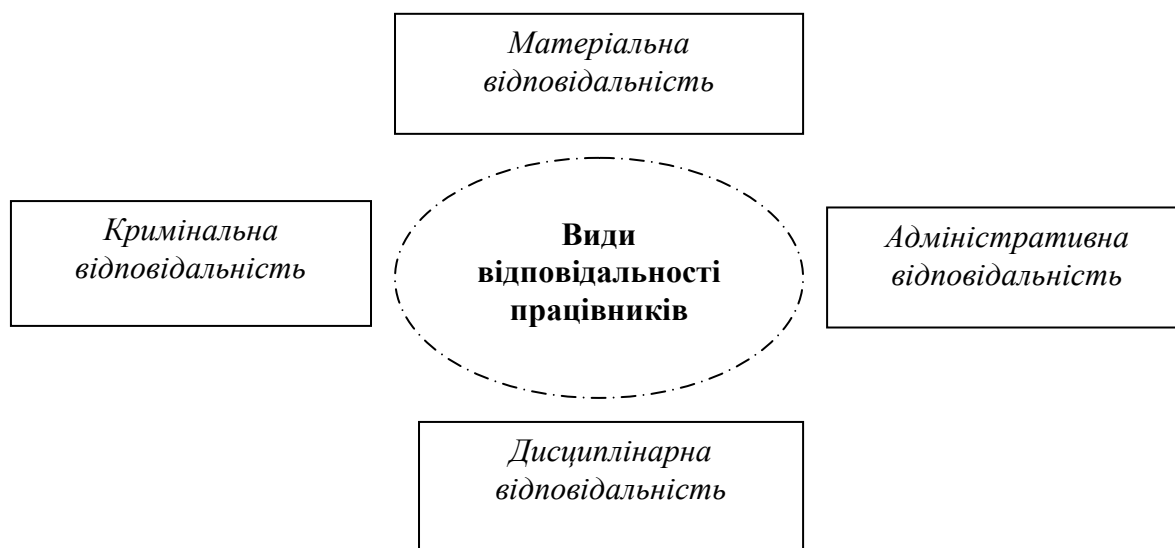 Матеріальна
відповідальність
Кримінальна
відповідальність
Види
відповідальності
працівників
Адміністративна
відповідальність
Дисциплінарна
відповідальність